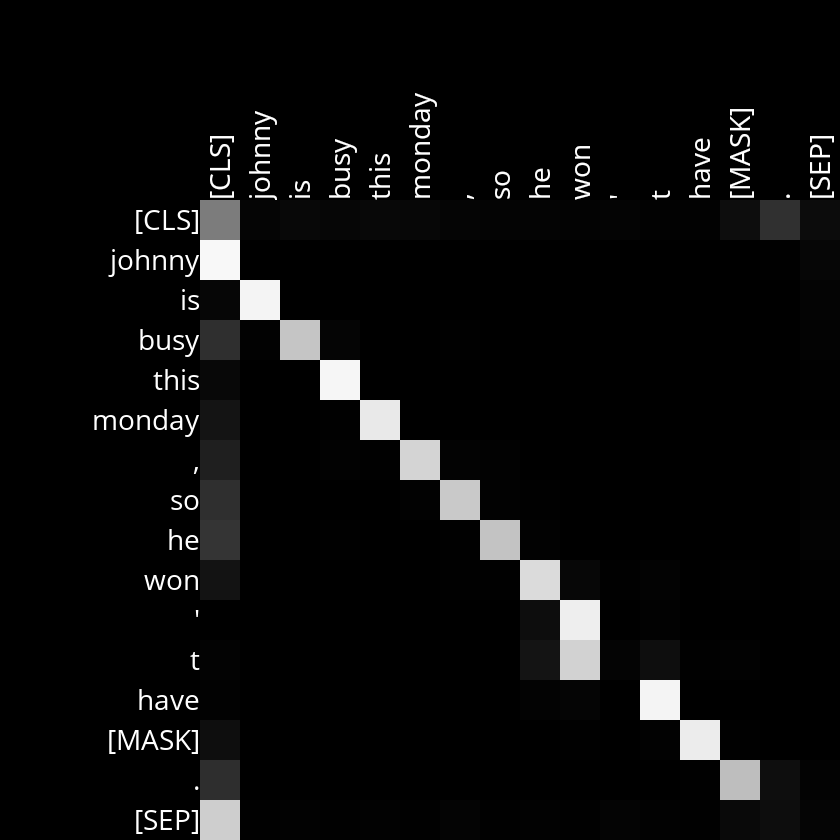 [CLS] johnny is busy this monday , so he won ' t have [MASK] . [SEP]
[CLS]
johnny
is
busy
this
monday
,
so
he
won
'
t
have
[MASK]
.
[SEP]